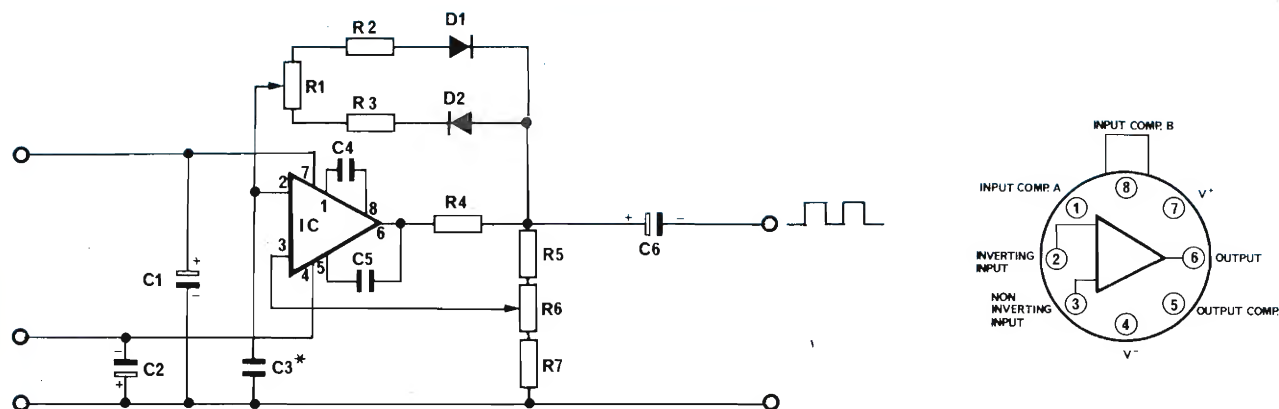 R2
D1
R1
R3
D2
C4
7
2
1
8
IC
6
3
4
5
C5
R4
+
-
C6
R5
R6
R7
C1
+
-
-
C2
+
C3*
INPUT COMP. B
INPUT COMP. A
8
V+
1
7
INVERTING
INPUT
2
6
OUTPUT
NON
INVERTING
INPUT
3
5
OUTPUT COMP.
4
V-